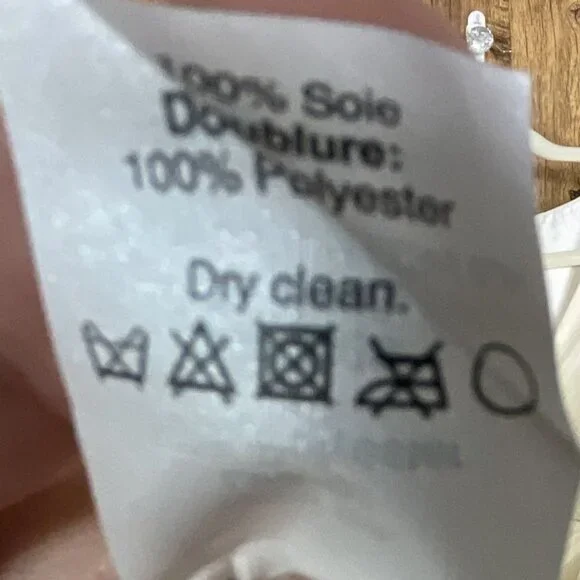 100% Soie
Doublure:
100% Polyester
Dry clean.